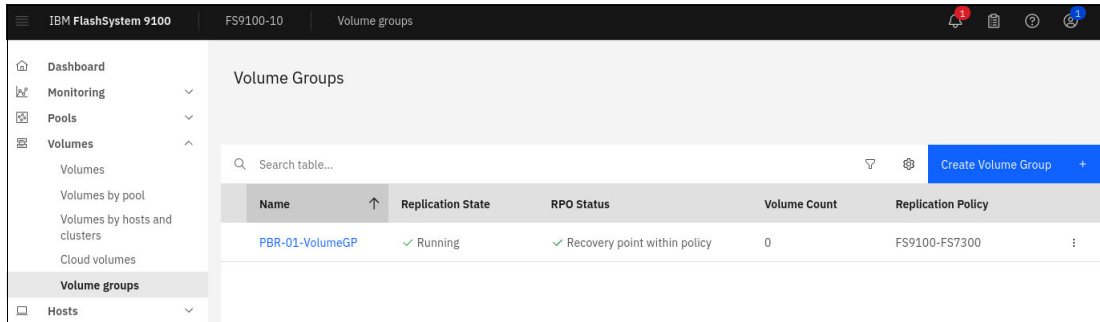 IBM FlashSystem 9100 FS9100-10 Volume groups 1 1
Dashboard
Monitoring
Pools
Volumes
Volumes
Volumes by pool
Volumes by hosts and
clusters
Cloud volumes
Volume groups
Hosts
Volume Groups
Search table... Create Volume Group +
Name Replication State RPO Status Volume Count Replication Policy
PBR-01-VolumeGP Running Recovery point within policy 0 FS9100-FS7300